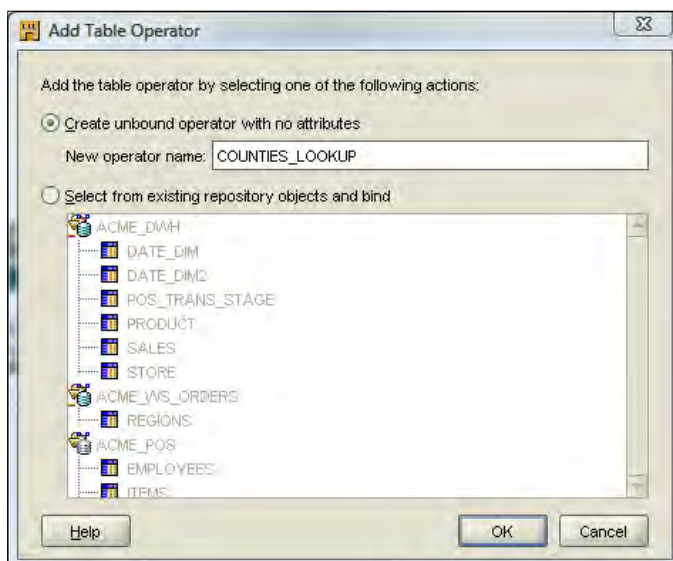 Add Table Operator
Add the table operator by selecting one of the following actions:
Create unbound operator with no attributes
New operator name: COUNTIES_LOOKUP
Select from existing repository objects and bind
ACME_DWH
DATE_DIM
DATE_DIM2
POS_TRANS_STAGE
PRODUCT
SALES
STORE
ACME_WS_ORDERS
REGIONS
ACME_POS
EMPLOYEES
ITEMS
Help OK Cancel